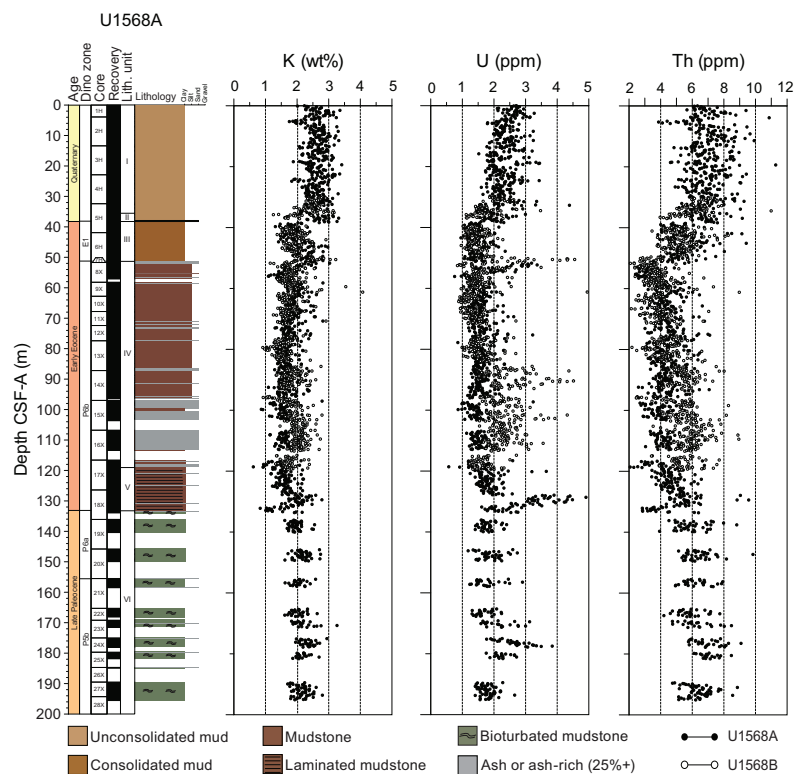 U1568A
K (wt%)
U (ppm)
Th (ppm)
Age
Dino zone
Core
Recovery
Lith. unit
Lithology
Clay
Silt
Sand
Gravel
0 1 2 3 4 5
0 1 2 3 4 5
2 4 6 8 10 12
Depth CSF-A (m)
0
10
20
30
40
50
60
70
80
90
100
110
120
130
140
150
160
170
180
190
200
Quaternary
Early Eocene
Late Paleocene
E1
P6b
P6a
P5b
1H
2H
3H
4H
5H
6H
8X
9X
10X
11X
12X
13X
14X
15X
16X
17X
18X
19X
20X
21X
22X
23X
24X
25X
26X
27X
28X
I
II
III
IV
V
VI
Unconsolidated mud
Mudstone
Bioturbated mudstone
U1568A
Consolidated mud
Laminated mudstone
Ash or ash-rich (25%+)
U1568B